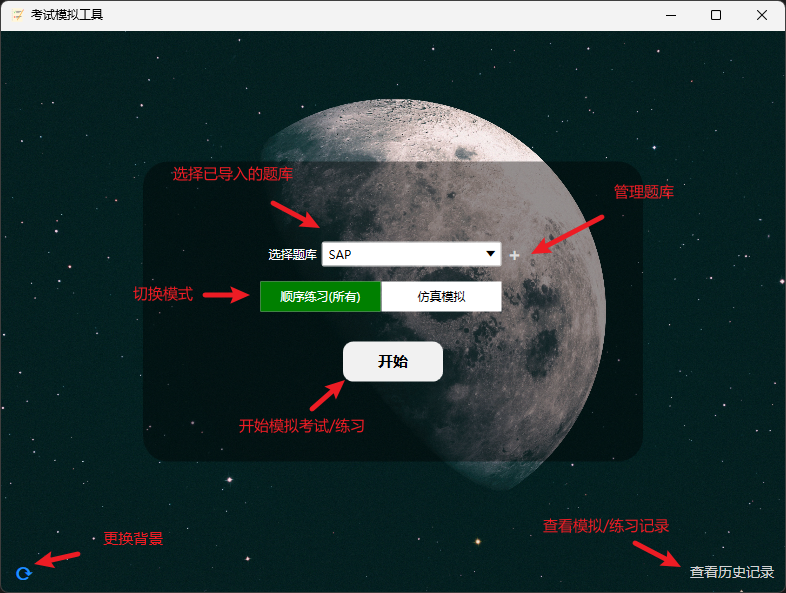 考试模拟工具
选择已导入的题库
管理题库
选择题库 SAP
切换模式 顺序练习(所有) 仿真模拟
开始
开始模拟考试/练习
查看模拟/练习记录
更换背景
查看历史记录